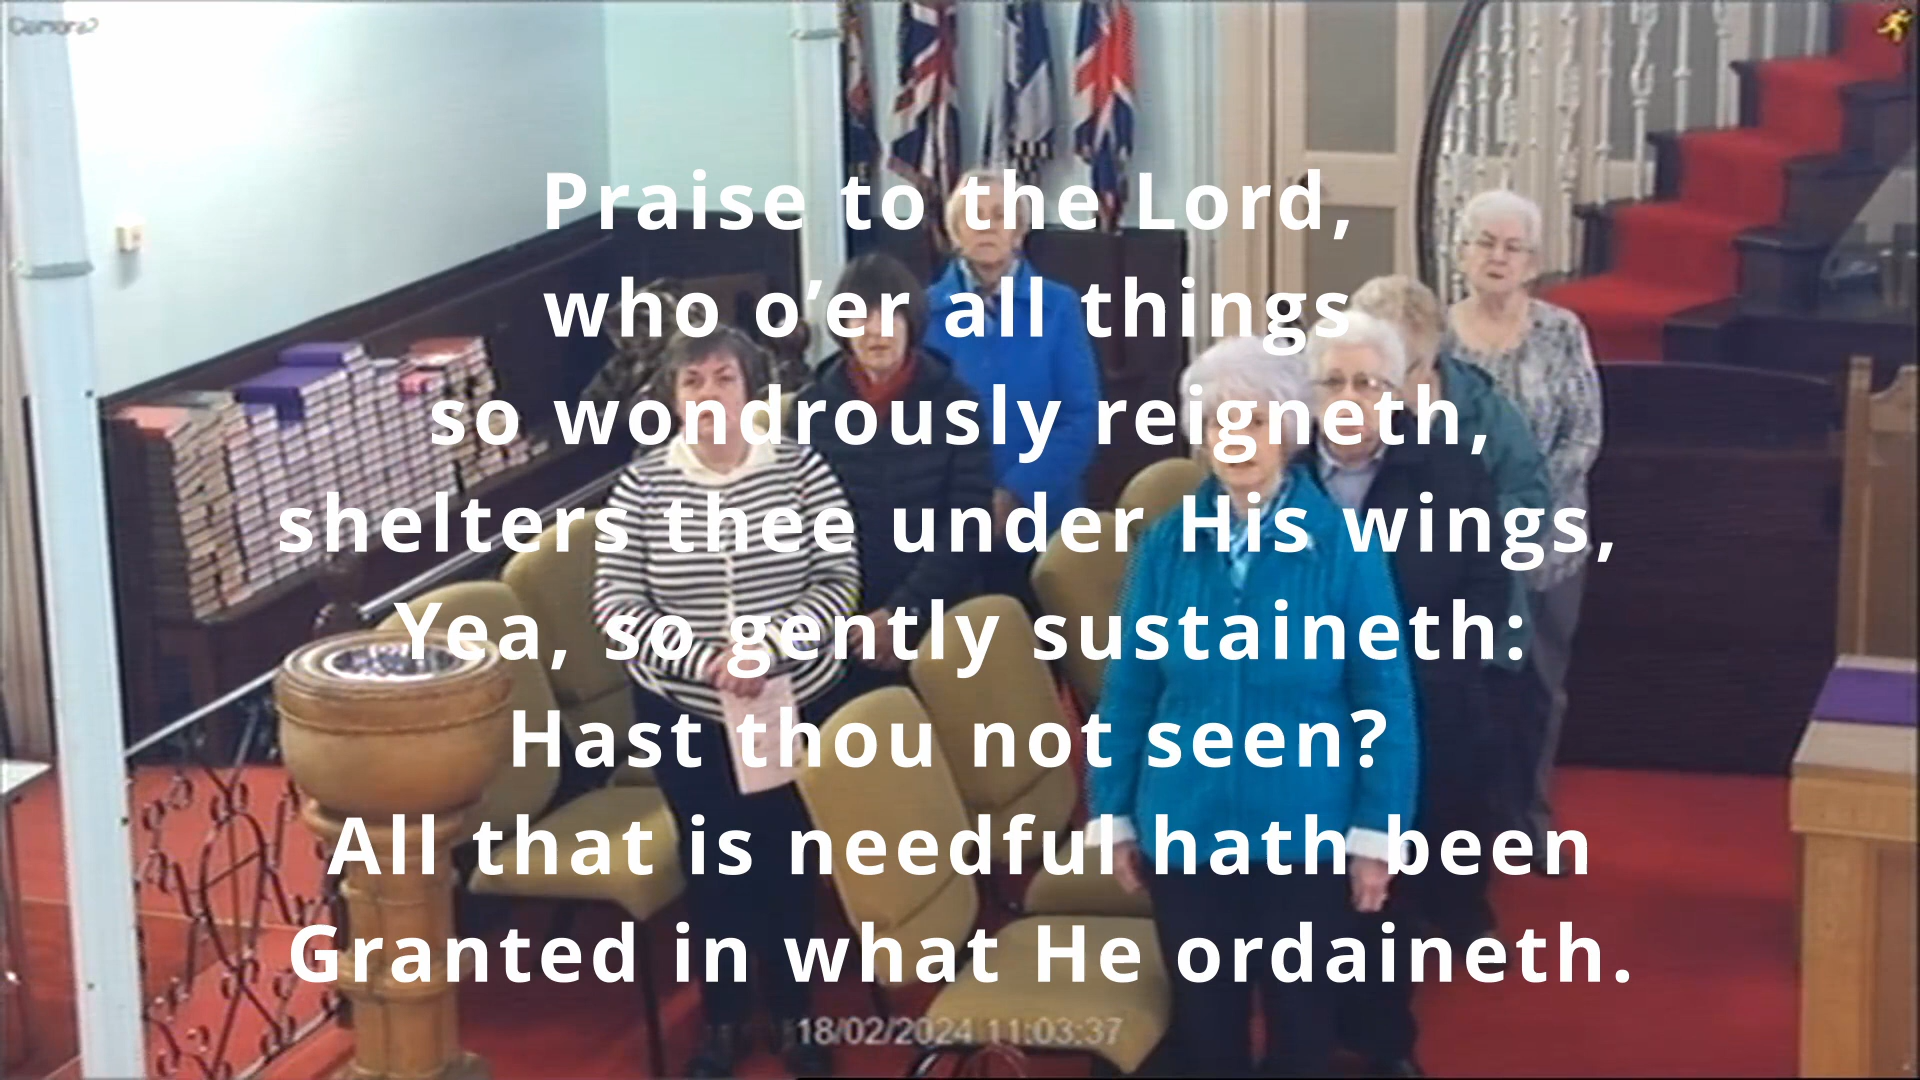 Camera2
Praise to the Lord,
who o’er all things
so wondrously reigneth,
shelters thee under His wings,
Yea, so gently sustaineth:
Hast thou not seen?
All that is needful hath been
Granted in what He ordaineth.
18/02/2024 11:03:37